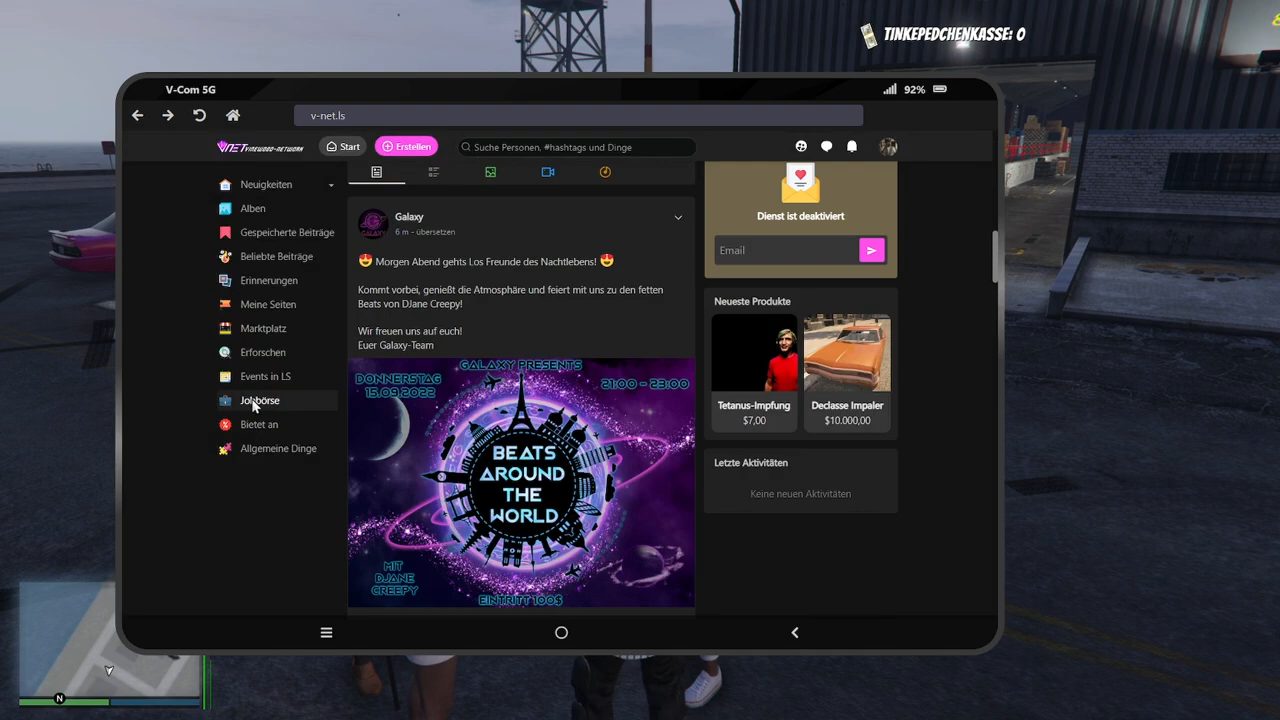 TINKEPEDCHENKASSE: 0
V-Com 5G
92%
v-net.ls
VNET VINEWOOD-NETWORK
Start
Erstellen
Suche Personen, #hashtags und Dinge
Neuigkeiten
Alben
Gespeicherte Beiträge
Beliebte Beiträge
Erinnerungen
Meine Seiten
Marktplatz
Erforschen
Events in LS
Jobbörse
Bietet an
Allgemeine Dinge
Galaxy
6 m - übersetzen
Morgen Abend gehts Los Freunde des Nachtlebens!
Kommt vorbei, genießt die Atmosphäre und feiert mit uns zu den fetten
Beats von DJane Creepy!
Wir freuen uns auf euch!
Euer Galaxy-Team
GALAXY PRESENTS
DONNERSTAG
15.09.2022
21:00 - 23:00
BEATS
AROUND
THE
WORLD
MIT
DJANE
CREEPY
EINTRITT 100$
Dienst ist deaktiviert
Email
Neueste Produkte
Tetanus-Impfung
$7,00
Declasse Impaler
$10.000,00
Letzte Aktivitäten
Keine neuen Aktivitäten
N